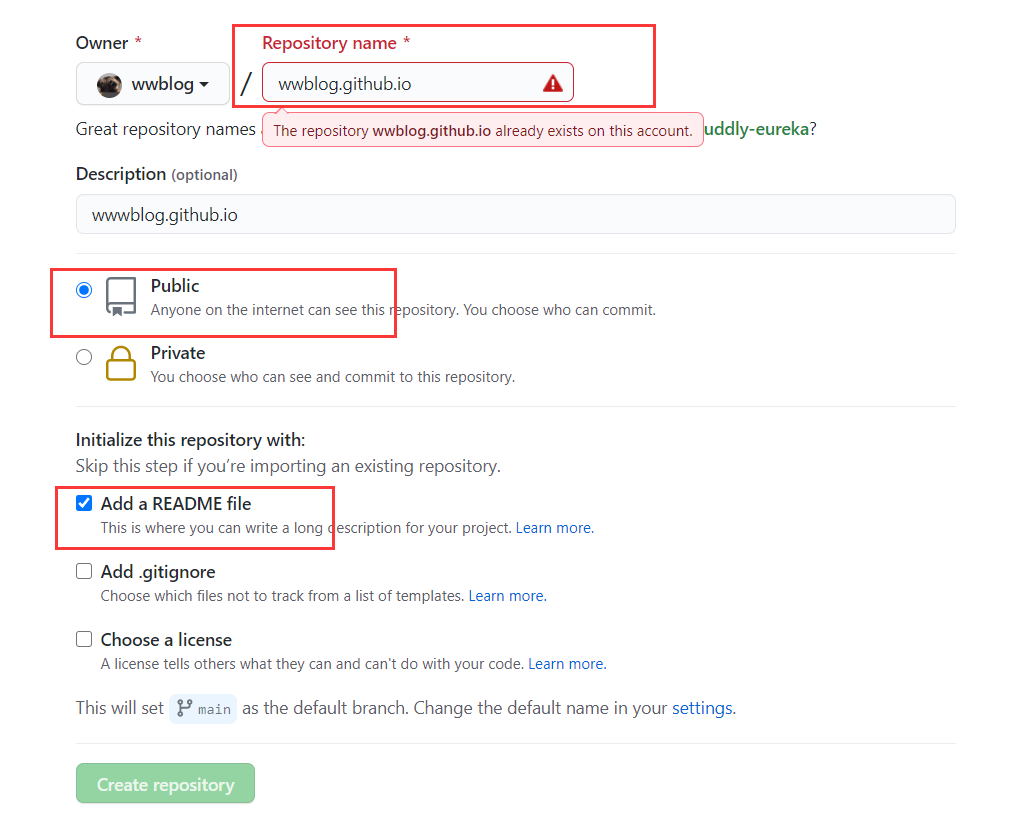 Owner * Repository name *
wwblog / wwblog.github.io
Great repository names The repository wwblog.github.io already exists on this account. uddly-eureka?
Description (optional)
wwwblog.github.io
Public
Anyone on the internet can see this repository. You choose who can commit.
Private
You choose who can see and commit to this repository.
Initialize this repository with:
Skip this step if you’re importing an existing repository.
Add a README file
This is where you can write a long description for your project. Learn more.
Add .gitignore
Choose which files not to track from a list of templates. Learn more.
Choose a license
A license tells others what they can and can't do with your code. Learn more.
This will set main as the default branch. Change the default name in your settings.
Create repository